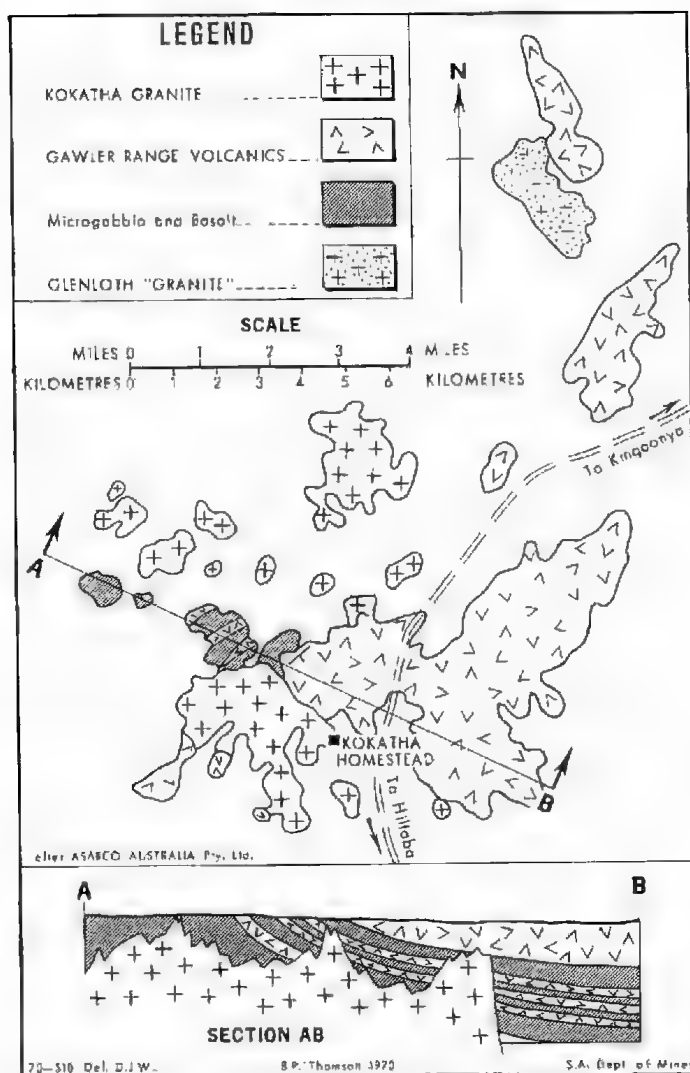 LEGEND
KOKATHA GRANITE
GAWLER RANGE VOLCANICS
Microgabbro and Basalt
GLENLOTH "GRANITE"
N
SCALE
MILES 0 1 2 3 4 MILES
KILOMETRES 0 1 2 3 4 5 6 KILOMETRES
To Kingoonya
A
KOKATHA
HOMESTEAD
To Hiltaba
B
after ASARCO AUSTRALIA Pty. Ltd.
A B
SECTION AB
70-510 Del. D.J.W. B.P. Thomson 1970 S.A. Dept of Mines